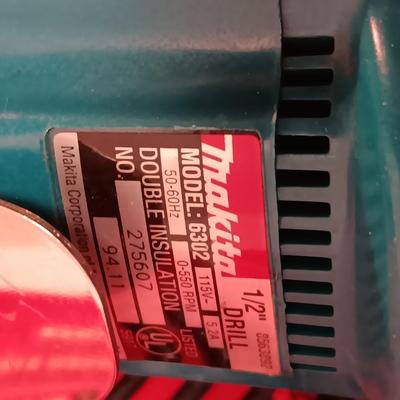 makita 1/2" DRILL
MODEL: 6302 115V~ 5.2A
50-60Hz 0-550 RPM
DOUBLE INSULATION
NO. 275607 LISTED
94.11 UL
Makita Corporation